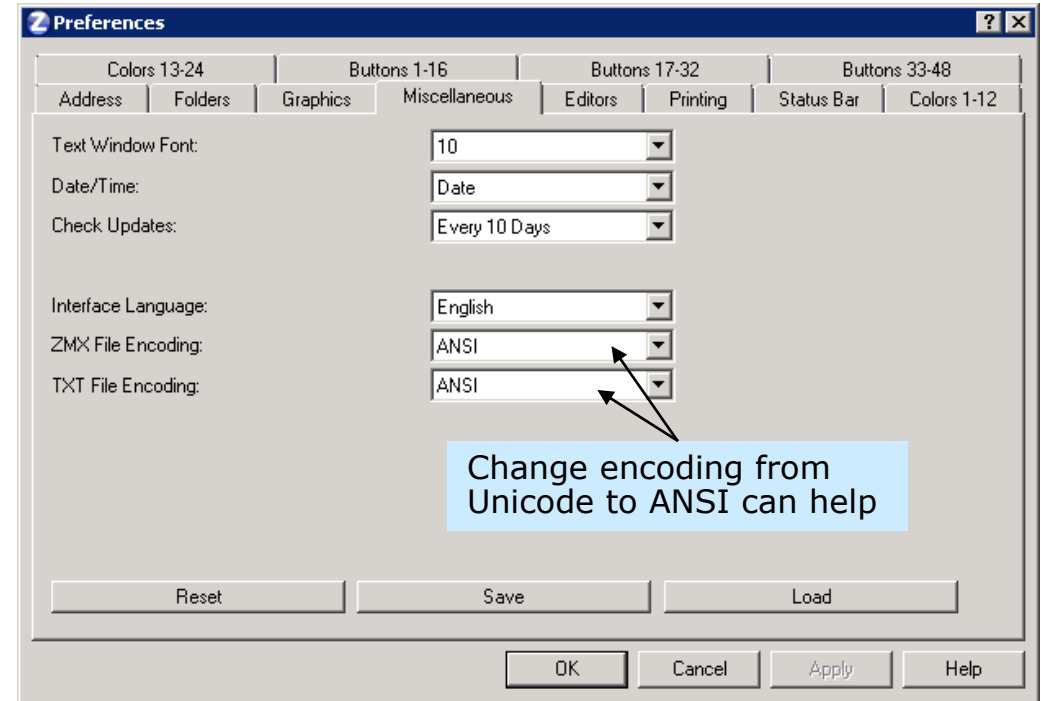 Preferences
Colors 13-24 Buttons 1-16 Buttons 17-32 Buttons 33-48
Address Folders Graphics Miscellaneous Editors Printing Status Bar Colors 1-12
Text Window Font: 10
Date/Time: Date
Check Updates: Every 10 Days
Interface Language: English
ZMX File Encoding: ANSI
TXT File Encoding: ANSI
Change encoding from
Unicode to ANSI can help
Reset Save Load
OK Cancel Apply Help